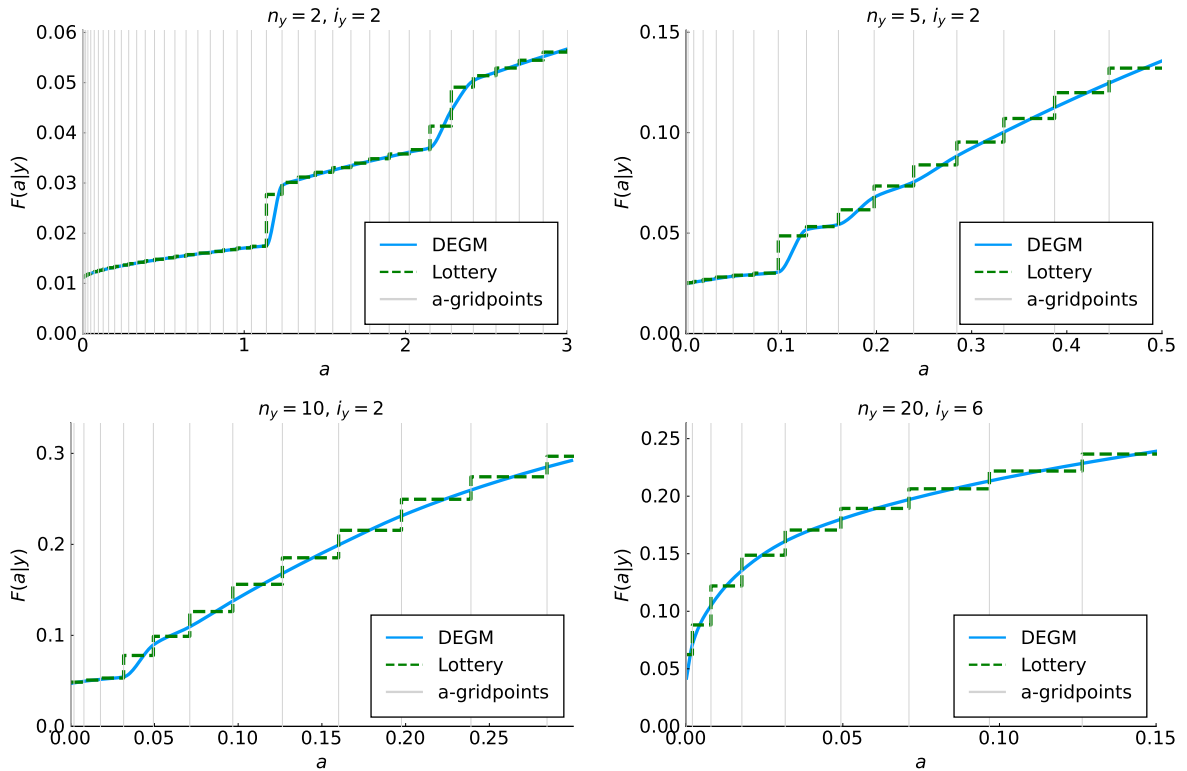 n_y = 2, i_y = 2
F(a|y)
0.06
0.05
0.04
0.03
0.02
0.01
0.00
0 1 2 3
a
DEGM
Lottery
a-gridpoints
n_y = 5, i_y = 2
F(a|y)
0.15
0.10
0.05
0.00
0.0 0.1 0.2 0.3 0.4 0.5
a
DEGM
Lottery
a-gridpoints
n_y = 10, i_y = 2
F(a|y)
0.3
0.2
0.1
0.0
0.00 0.05 0.10 0.15 0.20 0.25
a
DEGM
Lottery
a-gridpoints
n_y = 20, i_y = 6
F(a|y)
0.25
0.20
0.15
0.10
0.05
0.00
0.00 0.05 0.10 0.15
a
DEGM
Lottery
a-gridpoints